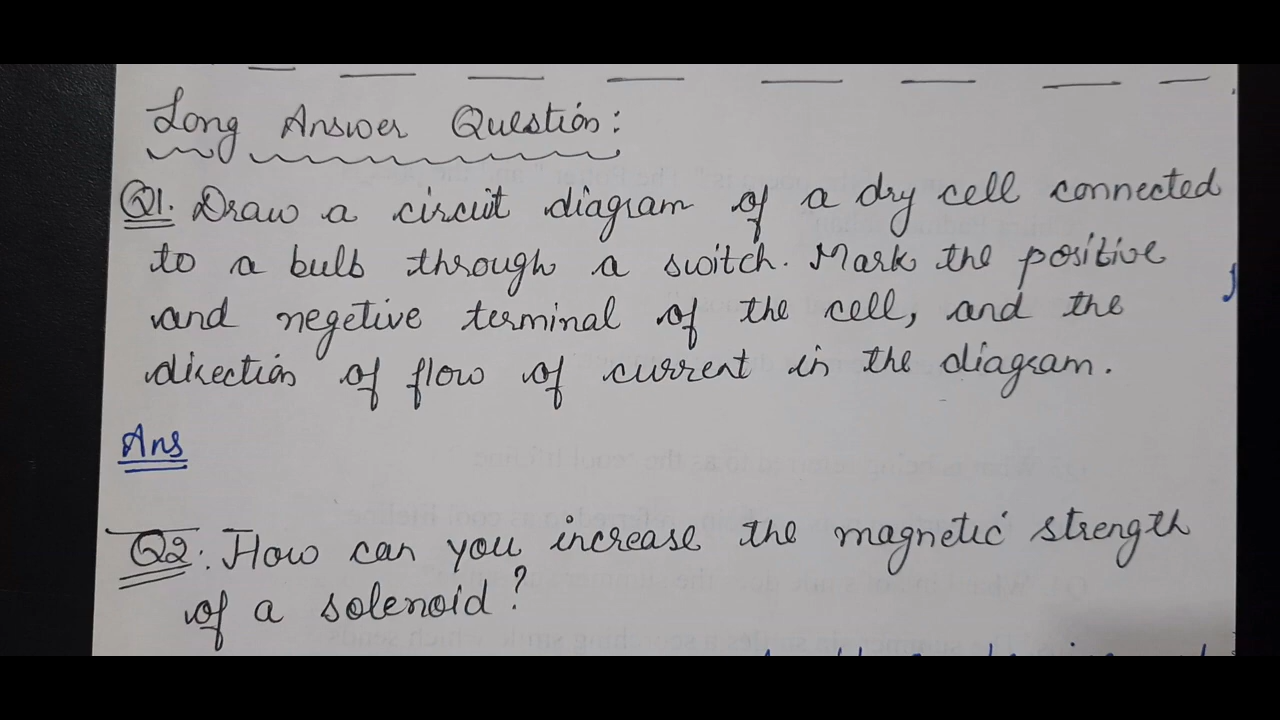 Long Answer Question:
Q1. Draw a circuit diagram of a dry cell connected
to a bulb through a switch. Mark the positive
and negetive terminal of the cell, and the
direction of flow of current in the diagram.
Ans
Q2. How can you increase the magnetic strength
of a solenoid?